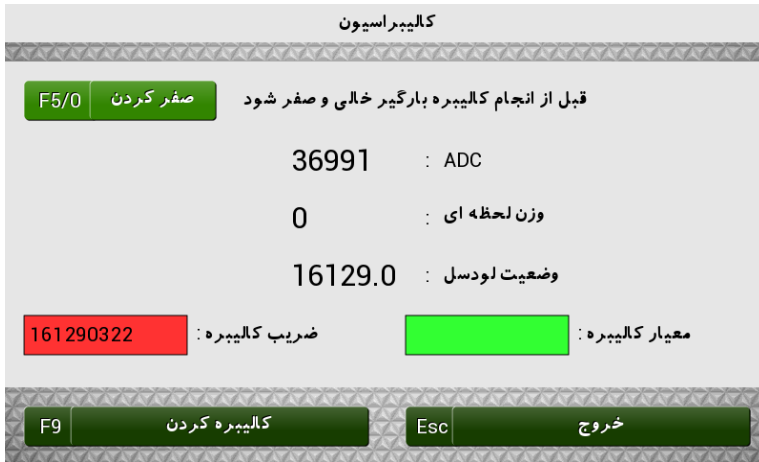 کالیبراسیون
قبل از انجام کالیبره بارگیر خالی و صفر شود صفر کردن F5/0
ADC : 36991
وزن لحظه ای : 0
وضعیت لودسل : 16129.0
معیار کالیبره : ضریب کالیبره : 161290322
خروج Esc کالیبره کردن F9